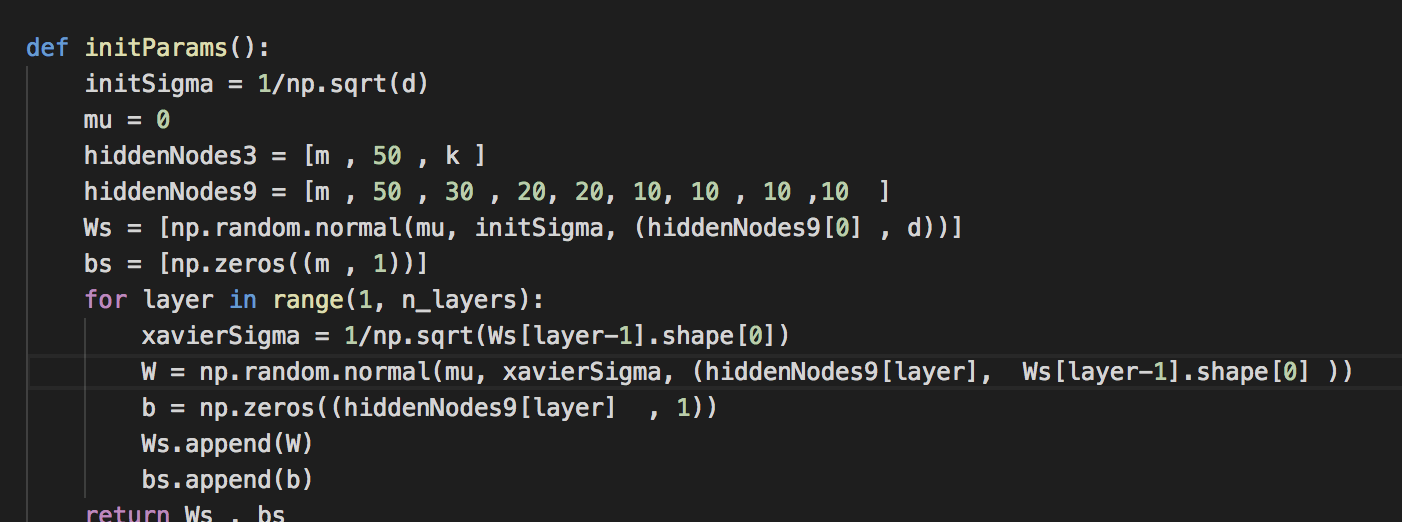 def initParams():
    initSigma = 1/np.sqrt(d)
    mu = 0
    hiddenNodes3 = [m , 50 , k ]
    hiddenNodes9 = [m , 50 , 30 , 20, 20, 10, 10 , 10 ,10  ]
    Ws = [np.random.normal(mu, initSigma, (hiddenNodes9[0] , d))]
    bs = [np.zeros((m , 1))]
    for layer in range(1, n_layers):
        xavierSigma = 1/np.sqrt(Ws[layer-1].shape[0])
        W = np.random.normal(mu, xavierSigma, (hiddenNodes9[layer],  Ws[layer-1].shape[0] ))
        b = np.zeros((hiddenNodes9[layer]  , 1))
        Ws.append(W)
        bs.append(b)
    return Ws , bs